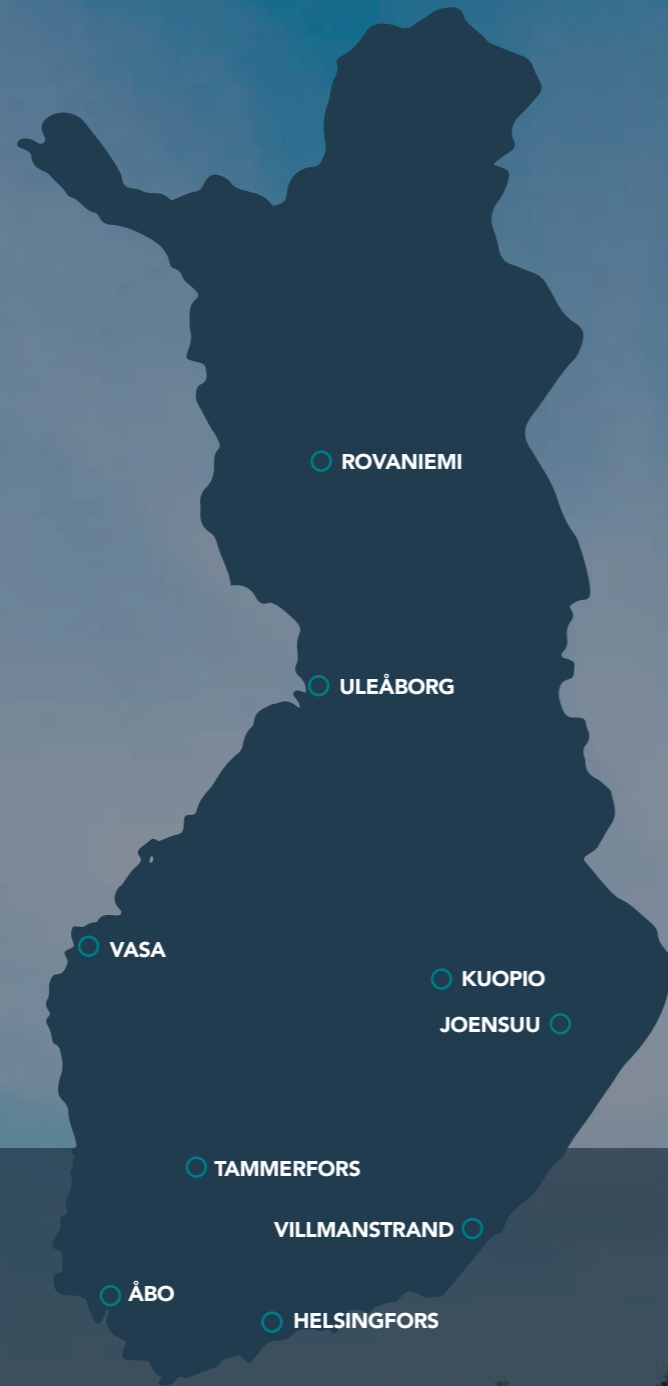 ROVANIEMI
ULEÅBORG
VASA
KUOPIO
JOENSUU
TAMMERFORS
VILLMANSTRAND
ÅBO
HELSINGFORS